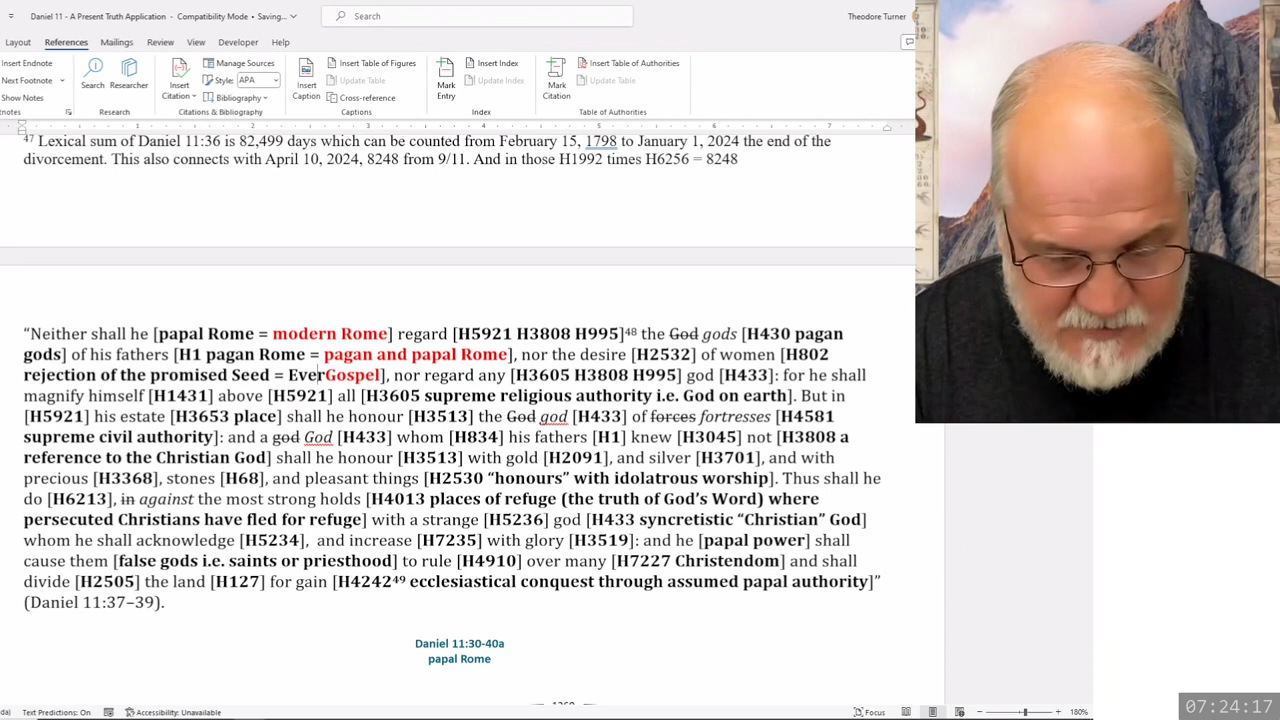 Daniel 11 - A Present Truth Application - Compatibility Mode • Saving...
Search
Theodore Turner
Layout References Mailings Review View Developer Help
Insert Endnote
Next Footnote
Show Notes
Search
Researcher
Research
Insert Citation
Manage Sources
Style: APA
Bibliography
Citations & Bibliography
Insert Caption
Insert Table of Figures
Update Table
Cross-reference
Captions
Mark Entry
Insert Index
Update Index
Index
Mark Citation
Insert Table of Authorities
Update Table
Table of Authorities
1 2 3 4 5 6 7
47 Lexical sum of Daniel 11:36 is 82,499 days which can be counted from February 15, 1798 to January 1, 2024 the end of the
divorcement. This also connects with April 10, 2024, 8248 from 9/11. And in those H1992 times H6256 = 8248
“Neither shall he [papal Rome = modern Rome] regard [H5921 H3808 H995]48 the God gods [H430 pagan
gods] of his fathers [H1 pagan Rome = pagan and papal Rome], nor the desire [H2532] of women [H802
rejection of the promised Seed = EverGospel], nor regard any [H3605 H3808 H995] god [H433]: for he shall
magnify himself [H1431] above [H5921] all [H3605 supreme religious authority i.e. God on earth]. But in
[H5921] his estate [H3653 place] shall he honour [H3513] the God god [H433] of forces fortresses [H4581
supreme civil authority]: and a god God [H433] whom [H834] his fathers [H1] knew [H3045] not [H3808 a
reference to the Christian God] shall he honour [H3513] with gold [H2091], and silver [H3701], and with
precious [H3368], stones [H68], and pleasant things [H2530 “honours” with idolatrous worship]. Thus shall he
do [H6213], in against the most strong holds [H4013 places of refuge (the truth of God’s Word) where
persecuted Christians have fled for refuge] with a strange [H5236] god [H433 syncretistic “Christian” God]
whom he shall acknowledge [H5234], and increase [H7235] with glory [H3519]: and he [papal power] shall
cause them [false gods i.e. saints or priesthood] to rule [H4910] over many [H7227 Christendom] and shall
divide [H2505] the land [H127] for gain [H424249 ecclesiastical conquest through assumed papal authority]”
(Daniel 11:37–39).
Daniel 11:30-40a
papal Rome
Text Predictions: On
Accessibility: Unavailable
Focus
180%
07:24:17